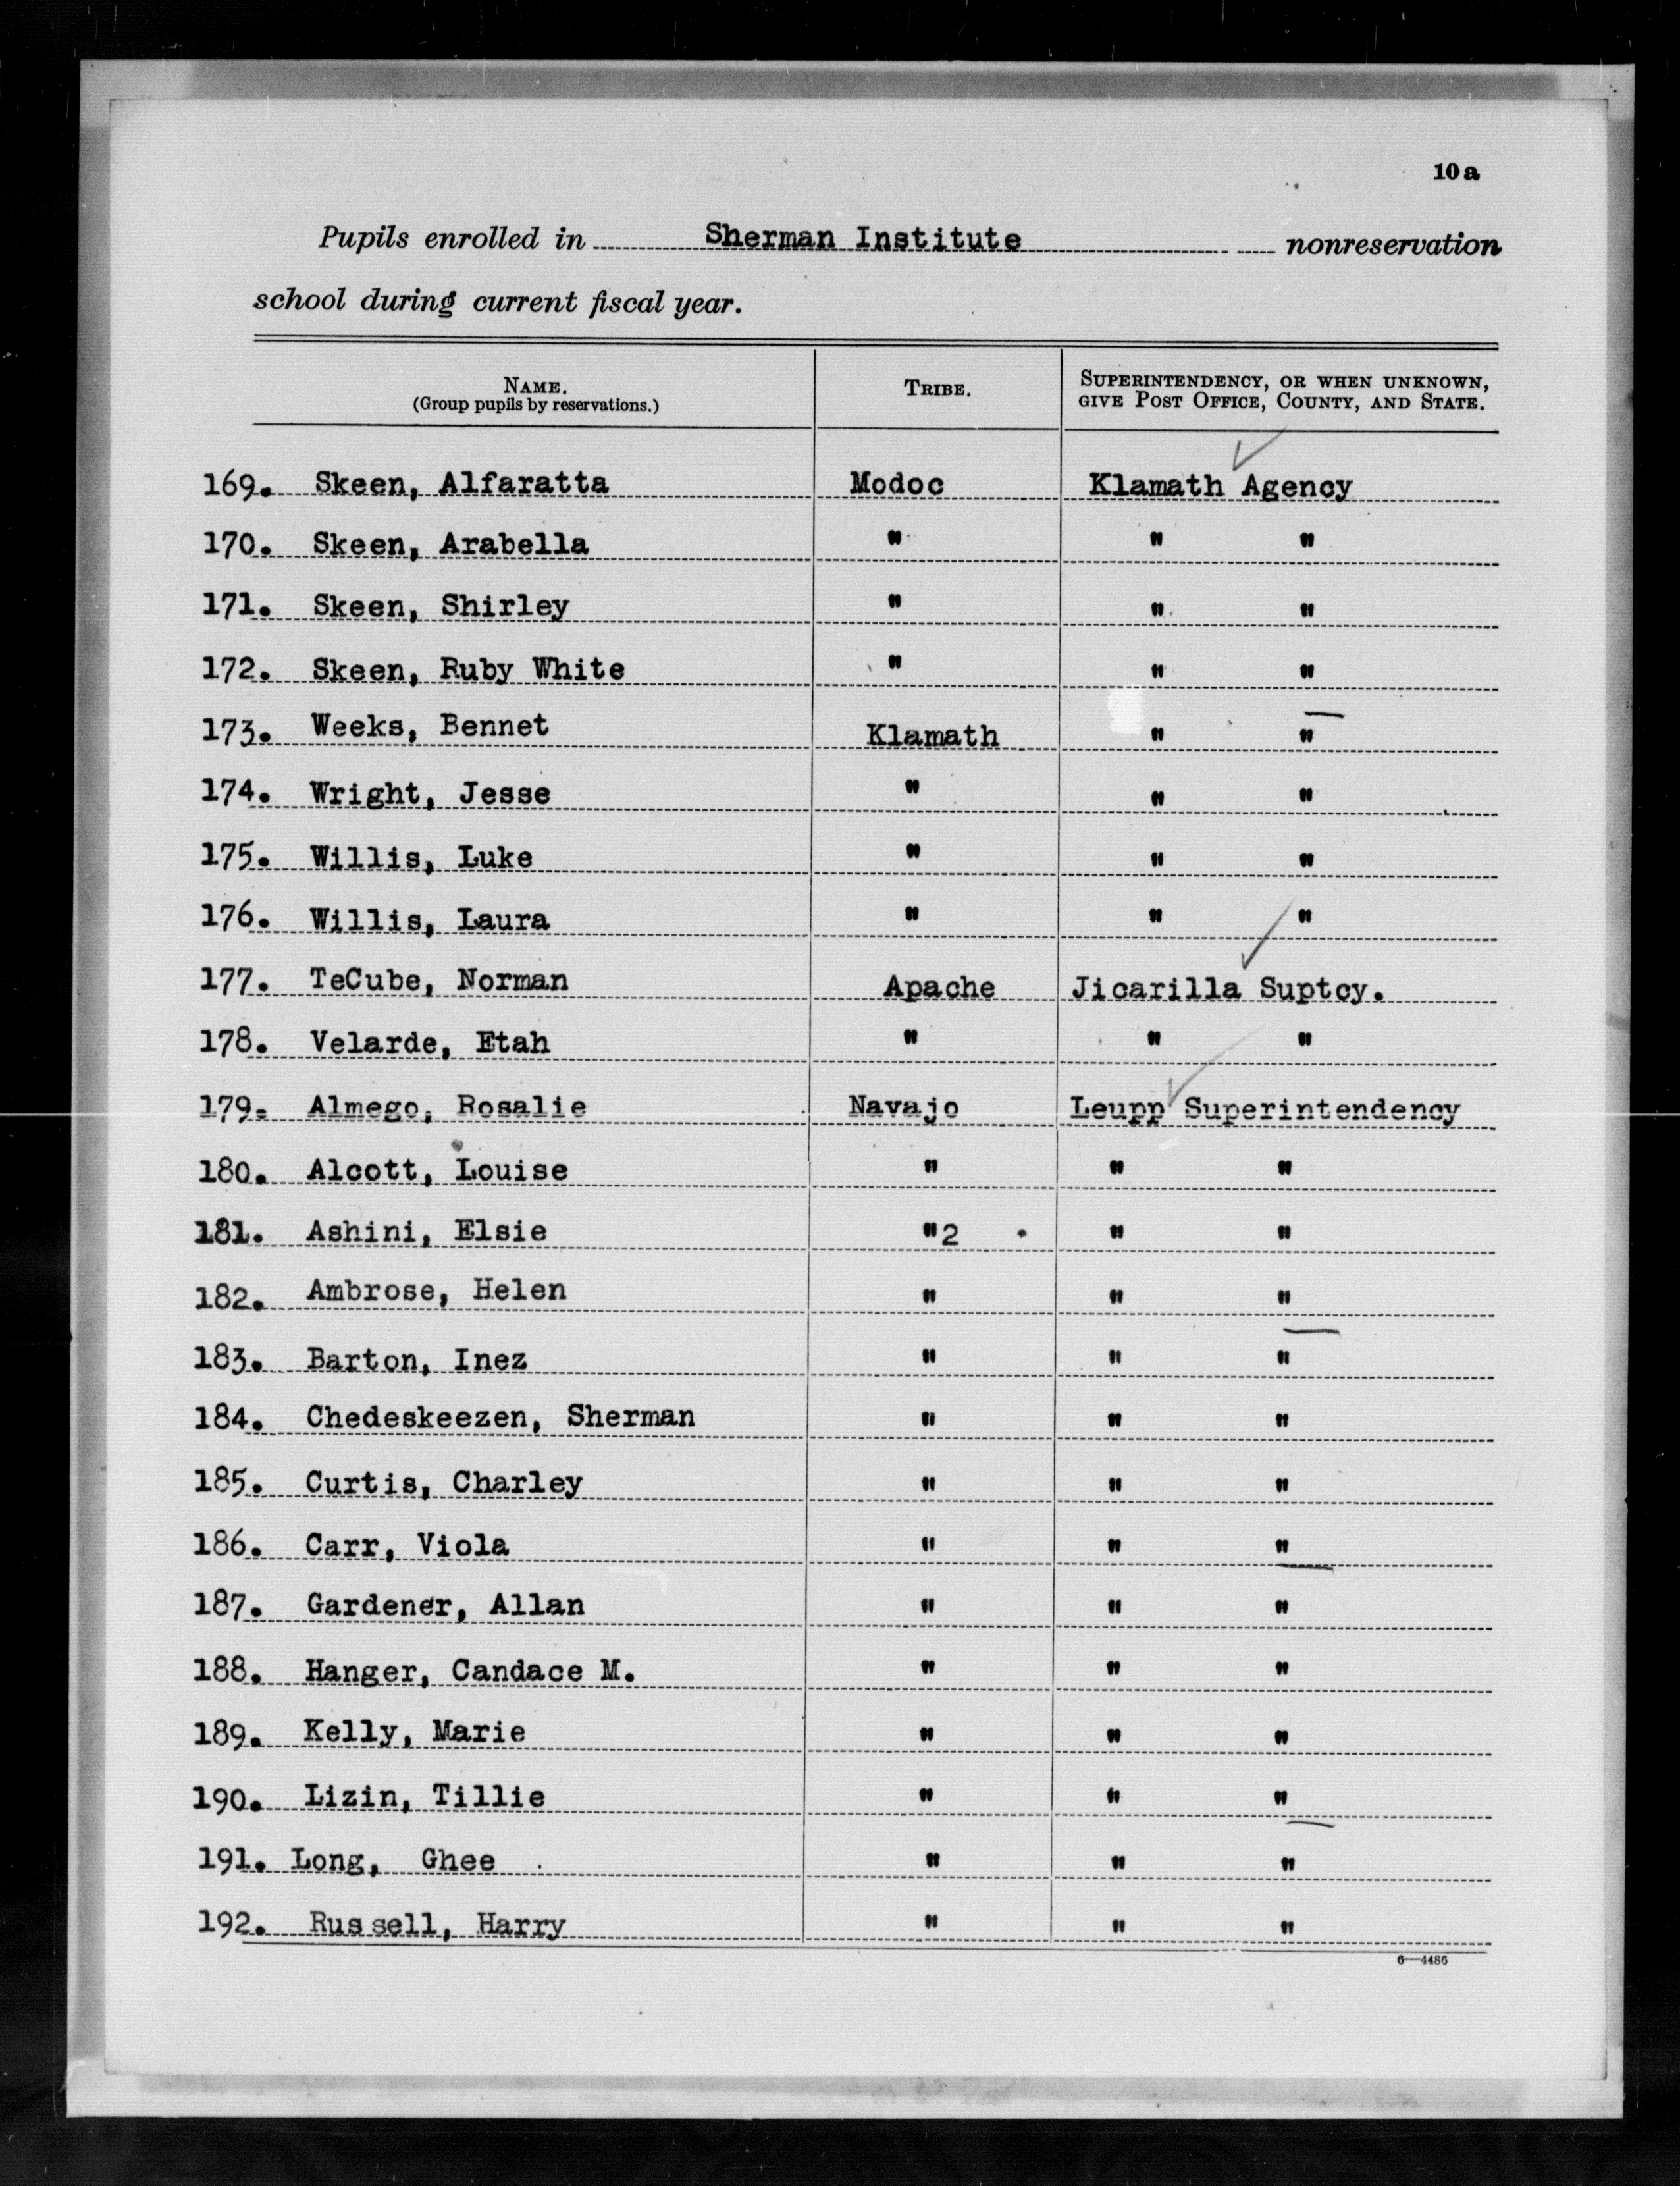 10a
Pupils enrolled in Sherman Institute nonreservation
school during current fiscal year.
NAME. TRIBE. SUPERINTENDENCY, OR WHEN UNKNOWN,
(Group pupils by reservations.) GIVE POST OFFICE, COUNTY, AND STATE.
169. Skeen, Alfaratta Modoc Klamath Agency
170. Skeen, Arabella " " "
171. Skeen, Shirley " " "
172. Skeen, Ruby White " " "
173. Weeks, Bennet Klamath " "
174. Wright, Jesse " " "
175. Willis, Luke " " "
176. Willis, Laura " " "
177. TeCube, Norman Apache Jicarilla Suptcy.
178. Velarde, Etah " " "
179. Almego, Rosalie Navajo Leupp Superintendency
180. Alcott, Louise " " "
181. Ashini, Elsie "2 " "
182. Ambrose, Helen " " "
183. Barton, Inez " " "
184. Chedeskeezen, Sherman " " "
185. Curtis, Charley " " "
186. Carr, Viola " " "
187. Gardener, Allan " " "
188. Hanger, Candace M. " " "
189. Kelly, Marie " " "
190. Lizin, Tillie " " "
191. Long, Ghee " " "
192. Russell, Harry " " "
6—4486